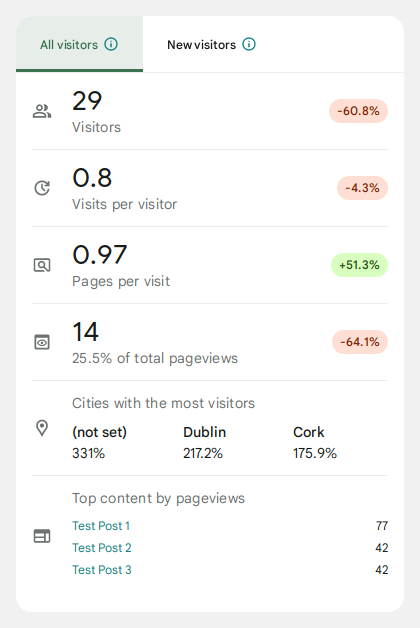 All visitors
New visitors
29
Visitors
-60.8%
0.8
Visits per visitor
-4.3%
0.97
Pages per visit
+51.3%
14
25.5% of total pageviews
-64.1%
Cities with the most visitors
(not set) Dublin Cork
331% 217.2% 175.9%
Top content by pageviews
Test Post 1 77
Test Post 2 42
Test Post 3 42